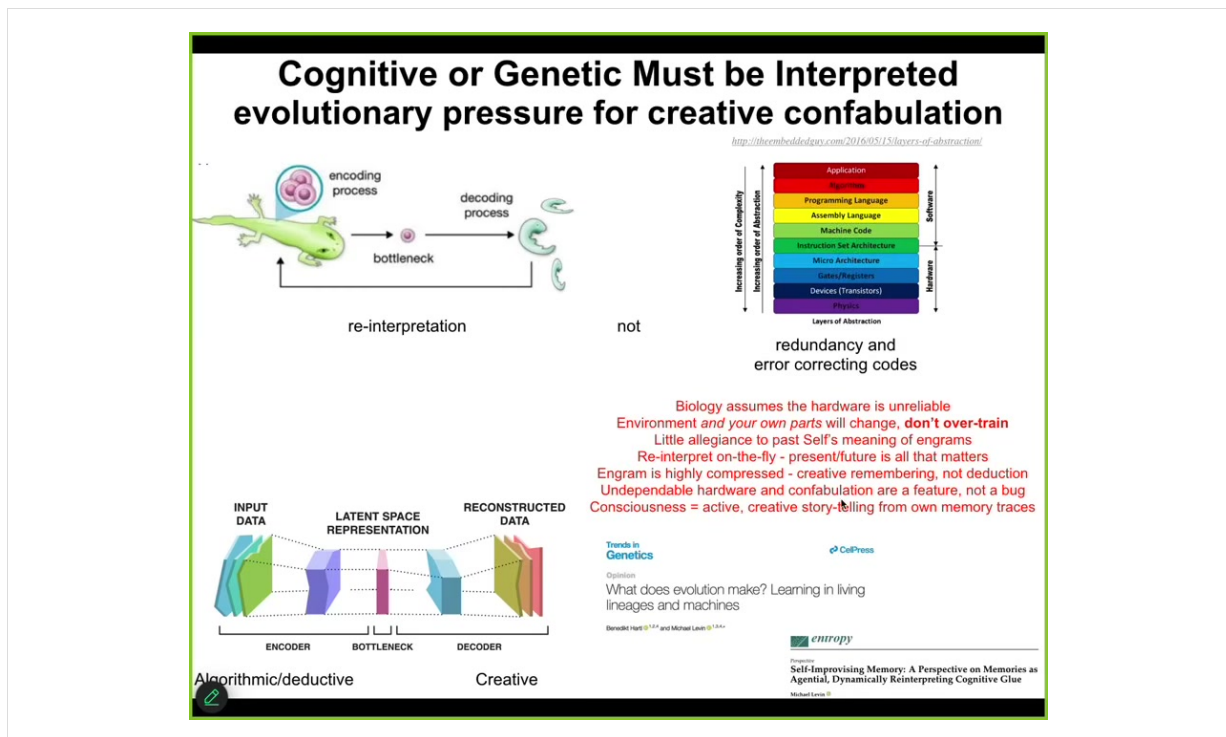 Cognitive or Genetic Must be Interpreted
evolutionary pressure for creative confabulation
http://theembeddedguy.com/2016/05/15/layers-of-abstraction/
encoding
process
decoding
process
bottleneck
re-interpretation
not
Increasing order of Complexity
Increasing order of Abstraction
Application
Algorithms
Programming Language
Assembly Language
Machine Code
Instruction Set Architecture
Micro Architecture
Gates/Registers
Devices (Transistors)
Physics
Software
Hardware
Layers of Abstraction
redundancy and
error correcting codes
Biology assumes the hardware is unreliable
Environment and your own parts will change, don't over-train
Little allegiance to past Self's meaning of engrams
Re-interpret on-the-fly - present/future is all that matters
Engram is highly compressed - creative remembering, not deduction
Undependable hardware and confabulation are a feature, not a bug
Consciousness = active, creative story-telling from own memory traces
INPUT
DATA
LATENT SPACE
REPRESENTATION
RECONSTRUCTED
DATA
ENCODER
BOTTLENECK
DECODER
Algorithmic/deductive
Creative
Trends in
Genetics
CelPress
Opinion
What does evolution make? Learning in living
lineages and machines
Benedikt Hartl 1,2,4 and Michael Levin 1,3,4,*
entropy
Perspective
Self-Improvising Memory: A Perspective on Memories as
Agential, Dynamically Reinterpreting Cognitive Glue
Michael Levin